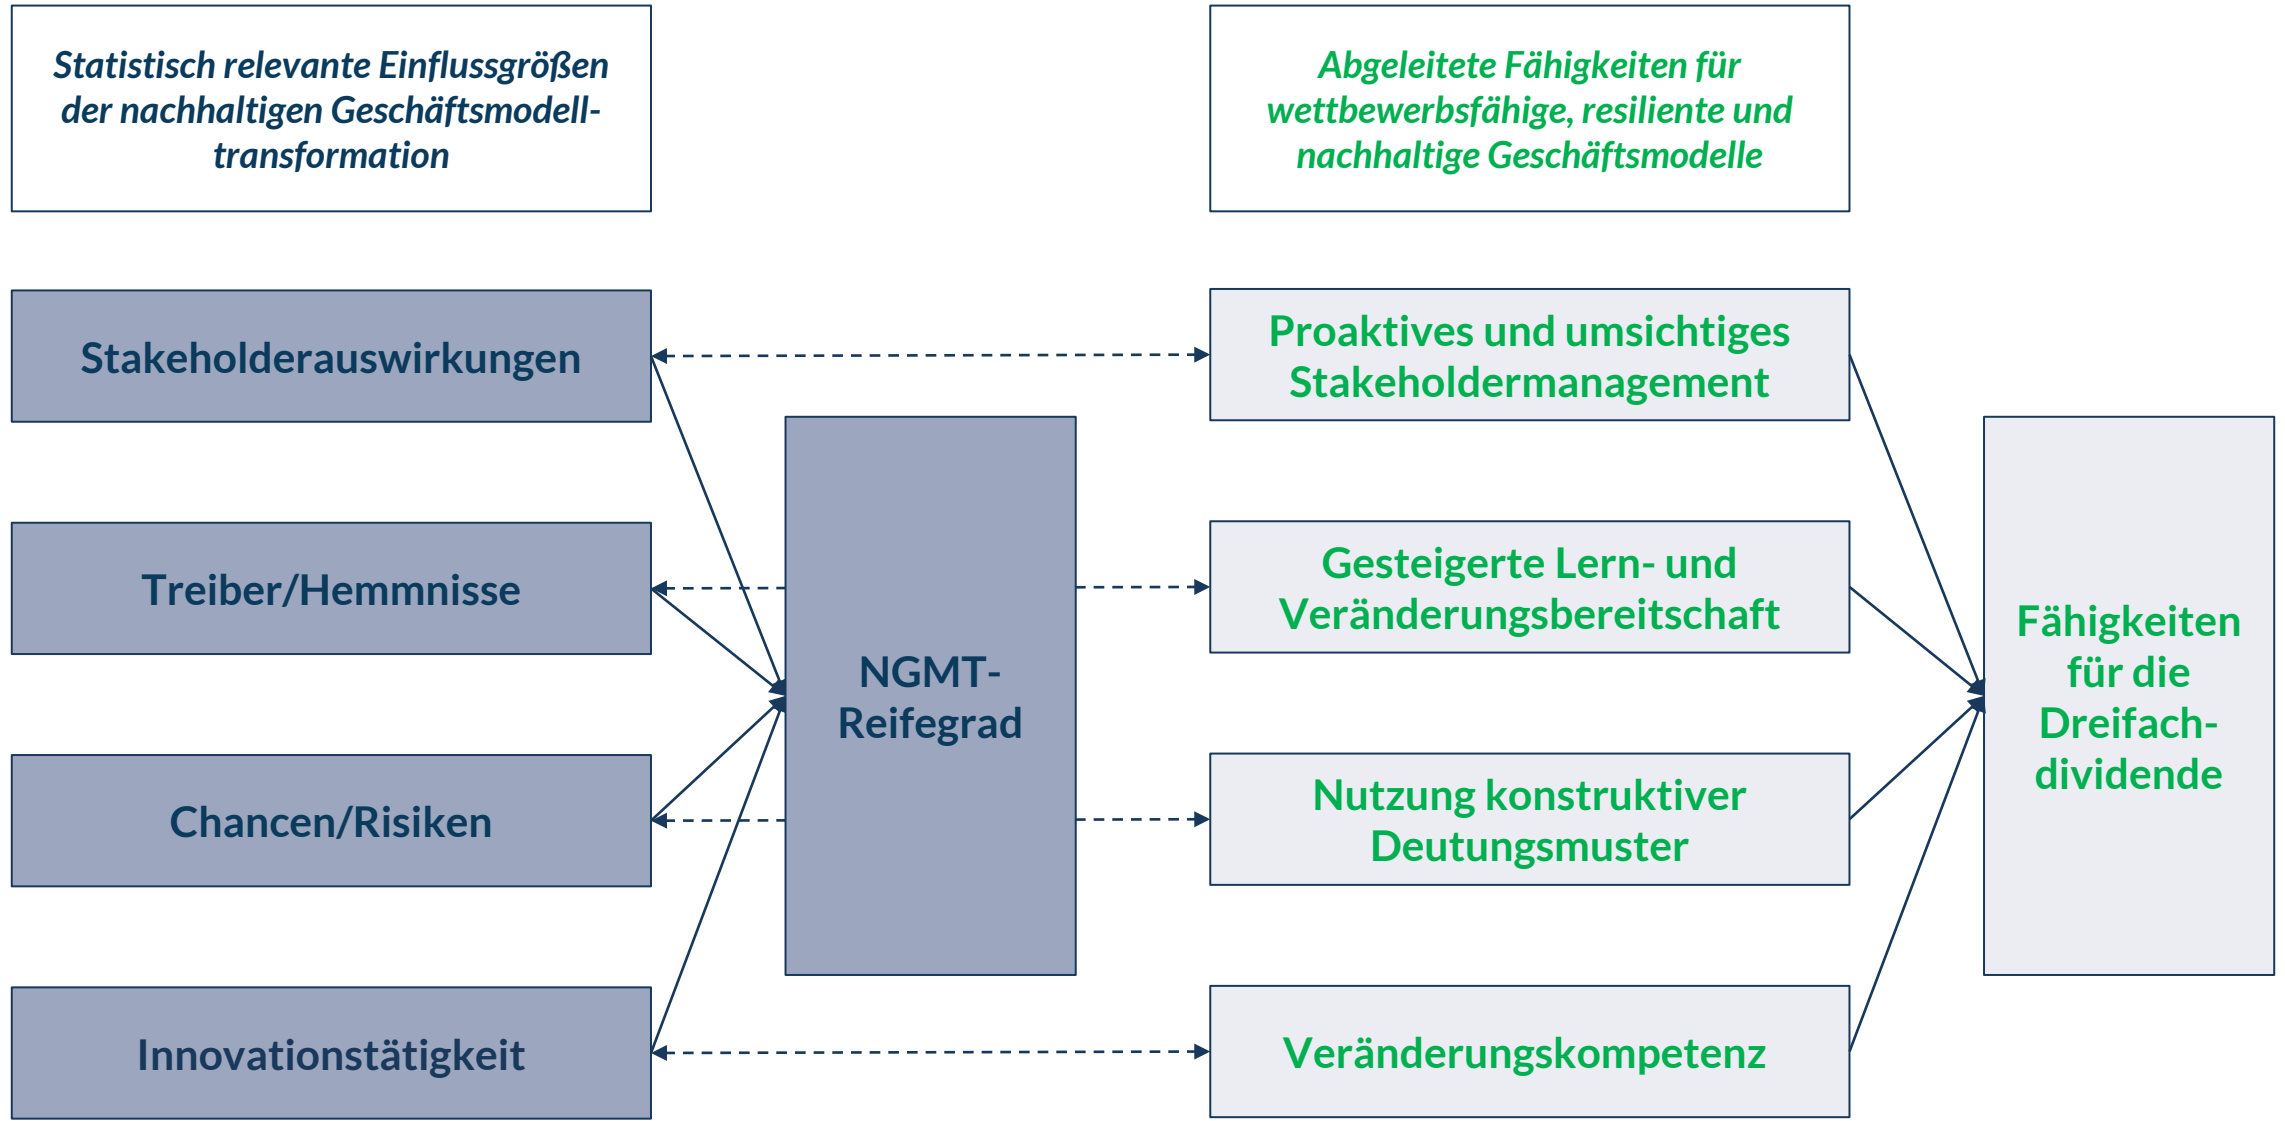 Statistisch relevante Einflussgrößen
der nachhaltigen Geschäftsmodell-
transformation
Abgeleitete Fähigkeiten für
wettbewerbsfähige, resiliente und
nachhaltige Geschäftsmodelle
Stakeholderauswirkungen
Treiber/Hemmnisse
Chancen/Risiken
Innovationstätigkeit
NGMT-
Reifegrad
Proaktives und umsichtiges
Stakeholdermanagement
Gesteigerte Lern- und
Veränderungsbereitschaft
Nutzung konstruktiver
Deutungsmuster
Veränderungskompetenz
Fähigkeiten
für die
Dreifach-
dividende